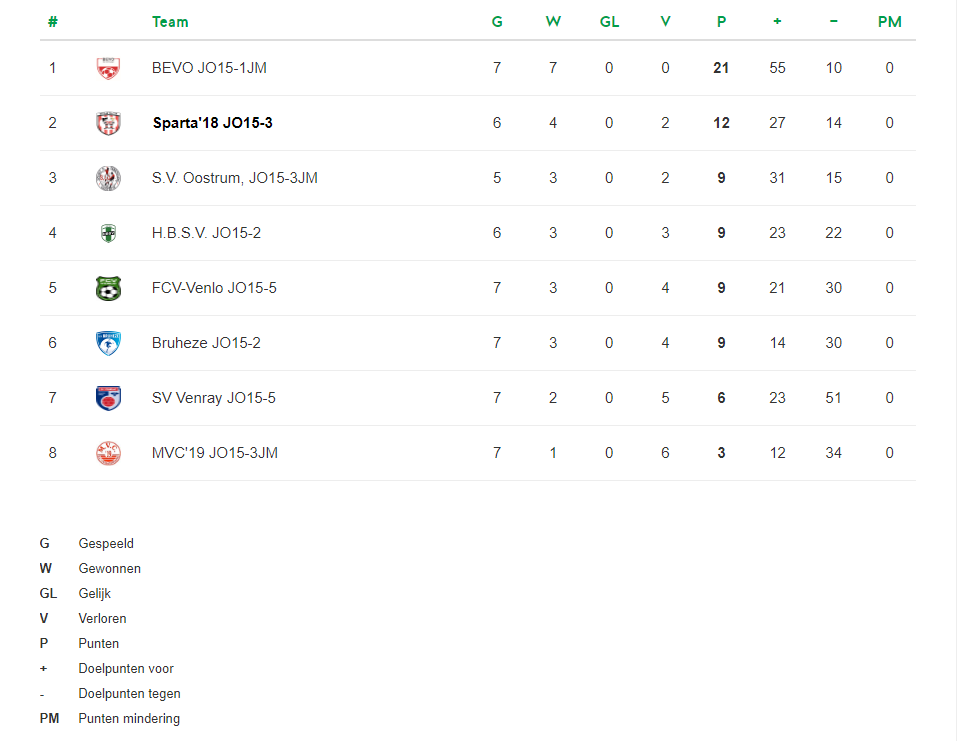 # Team G W GL V P + − PM
1 BEVO JO15-1JM 7 7 0 0 21 55 10 0
2 Sparta'18 JO15-3 6 4 0 2 12 27 14 0
3 S.V. Oostrum, JO15-3JM 5 3 0 2 9 31 15 0
4 H.B.S.V. JO15-2 6 3 0 3 9 23 22 0
5 FCV-Venlo JO15-5 7 3 0 4 9 21 30 0
6 Bruheze JO15-2 7 3 0 4 9 14 30 0
7 SV Venray JO15-5 7 2 0 5 6 23 51 0
8 MVC'19 JO15-3JM 7 1 0 6 3 12 34 0
G Gespeeld
W Gewonnen
GL Gelijk
V Verloren
P Punten
+ Doelpunten voor
- Doelpunten tegen
PM Punten mindering